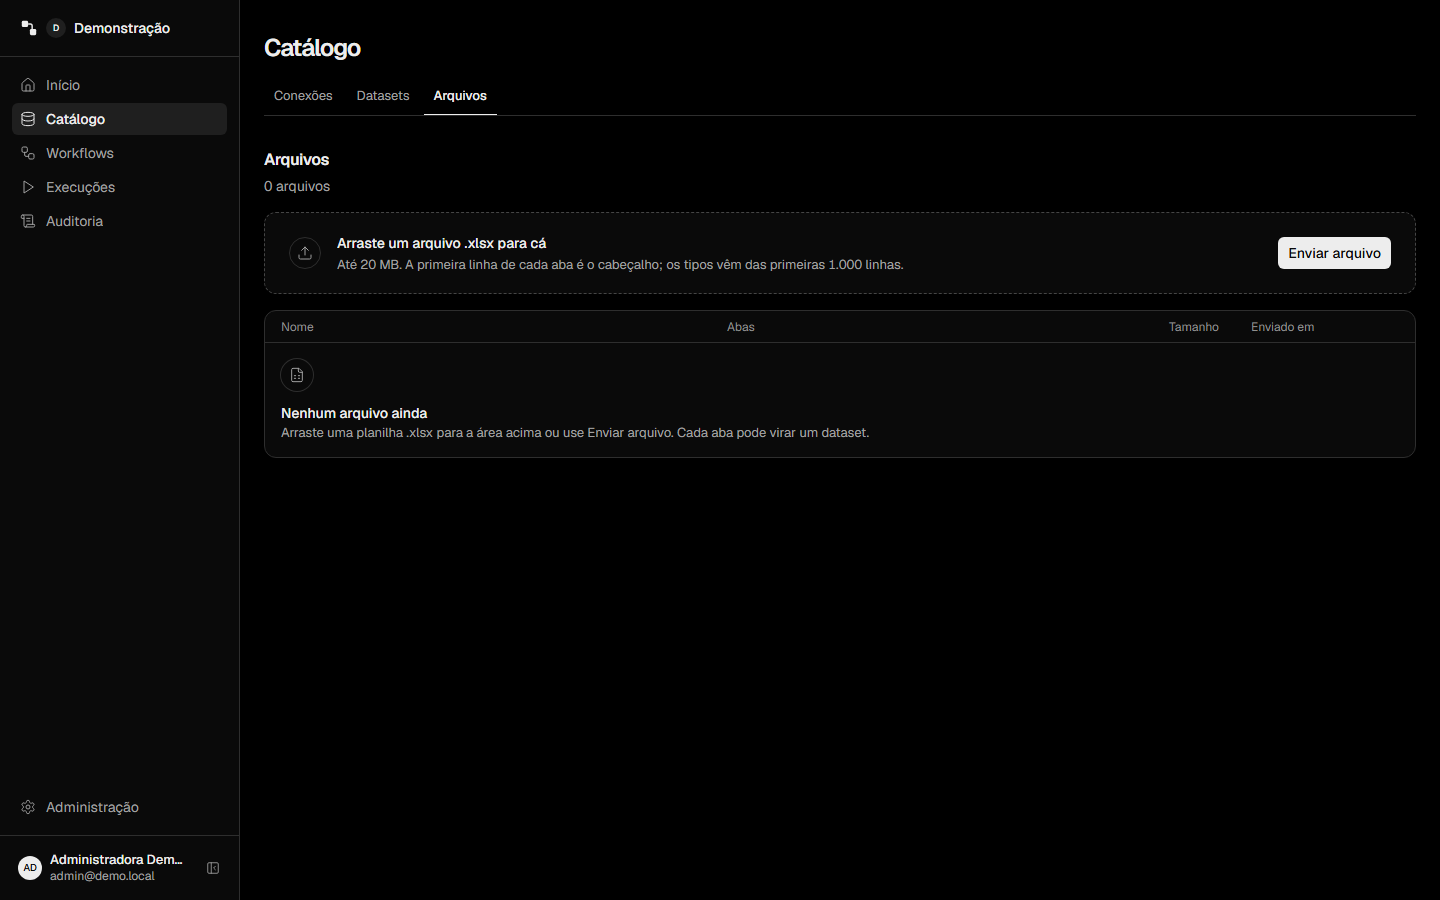 D Demonstração
Início
Catálogo
Workflows
Execuções
Auditoria
Administração
AD
Administradora Dem...
admin@demo.local
Catálogo
Conexões Datasets Arquivos
Arquivos
0 arquivos
Arraste um arquivo .xlsx para cá
Até 20 MB. A primeira linha de cada aba é o cabeçalho; os tipos vêm das primeiras 1.000 linhas.
Enviar arquivo
Nome Abas Tamanho Enviado em
Nenhum arquivo ainda
Arraste uma planilha .xlsx para a área acima ou use Enviar arquivo. Cada aba pode virar um dataset.